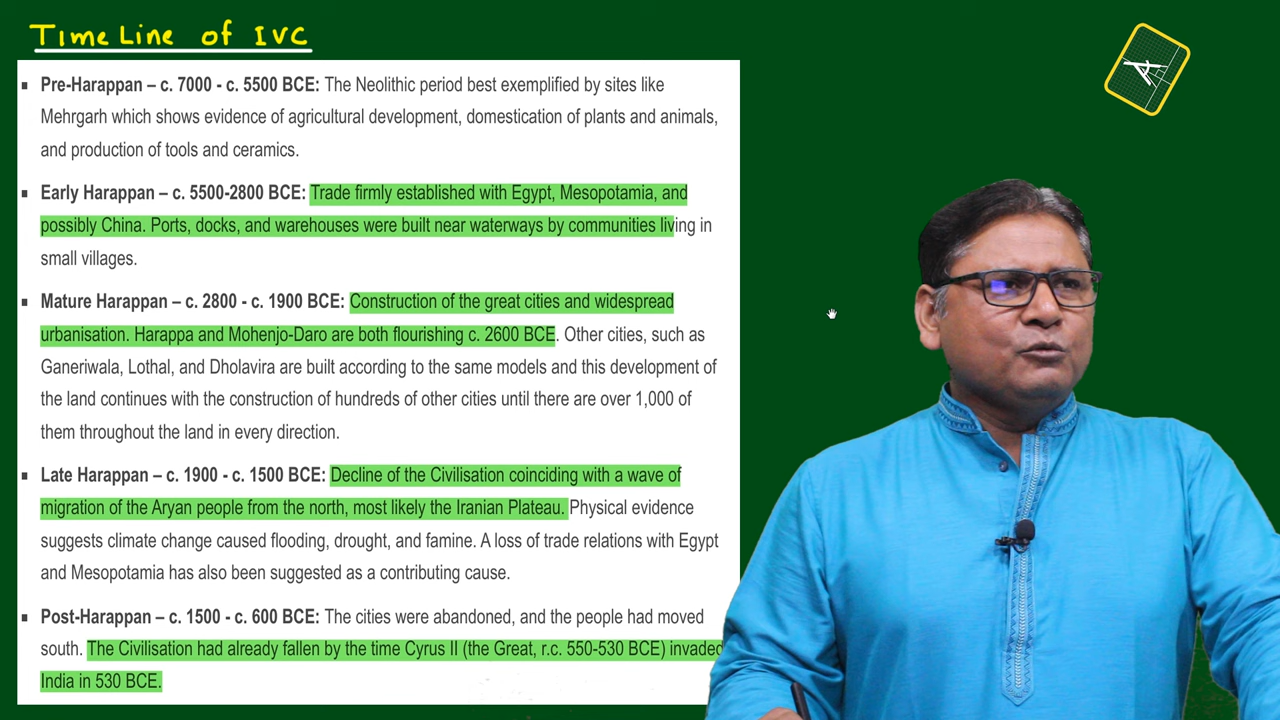 TimeLine of IVC
▪ Pre-Harappan – c. 7000 - c. 5500 BCE: The Neolithic period best exemplified by sites like
Mehrgarh which shows evidence of agricultural development, domestication of plants and animals,
and production of tools and ceramics.
▪ Early Harappan – c. 5500-2800 BCE: Trade firmly established with Egypt, Mesopotamia, and
possibly China. Ports, docks, and warehouses were built near waterways by communities living in
small villages.
▪ Mature Harappan – c. 2800 - c. 1900 BCE: Construction of the great cities and widespread
urbanisation. Harappa and Mohenjo-Daro are both flourishing c. 2600 BCE. Other cities, such as
Ganeriwala, Lothal, and Dholavira are built according to the same models and this development of
the land continues with the construction of hundreds of other cities until there are over 1,000 of
them throughout the land in every direction.
▪ Late Harappan – c. 1900 - c. 1500 BCE: Decline of the Civilisation coinciding with a wave of
migration of the Aryan people from the north, most likely the Iranian Plateau. Physical evidence
suggests climate change caused flooding, drought, and famine. A loss of trade relations with Egypt
and Mesopotamia has also been suggested as a contributing cause.
▪ Post-Harappan – c. 1500 - c. 600 BCE: The cities were abandoned, and the people had moved
south. The Civilisation had already fallen by the time Cyrus II (the Great, r.c. 550-530 BCE) invaded
India in 530 BCE.